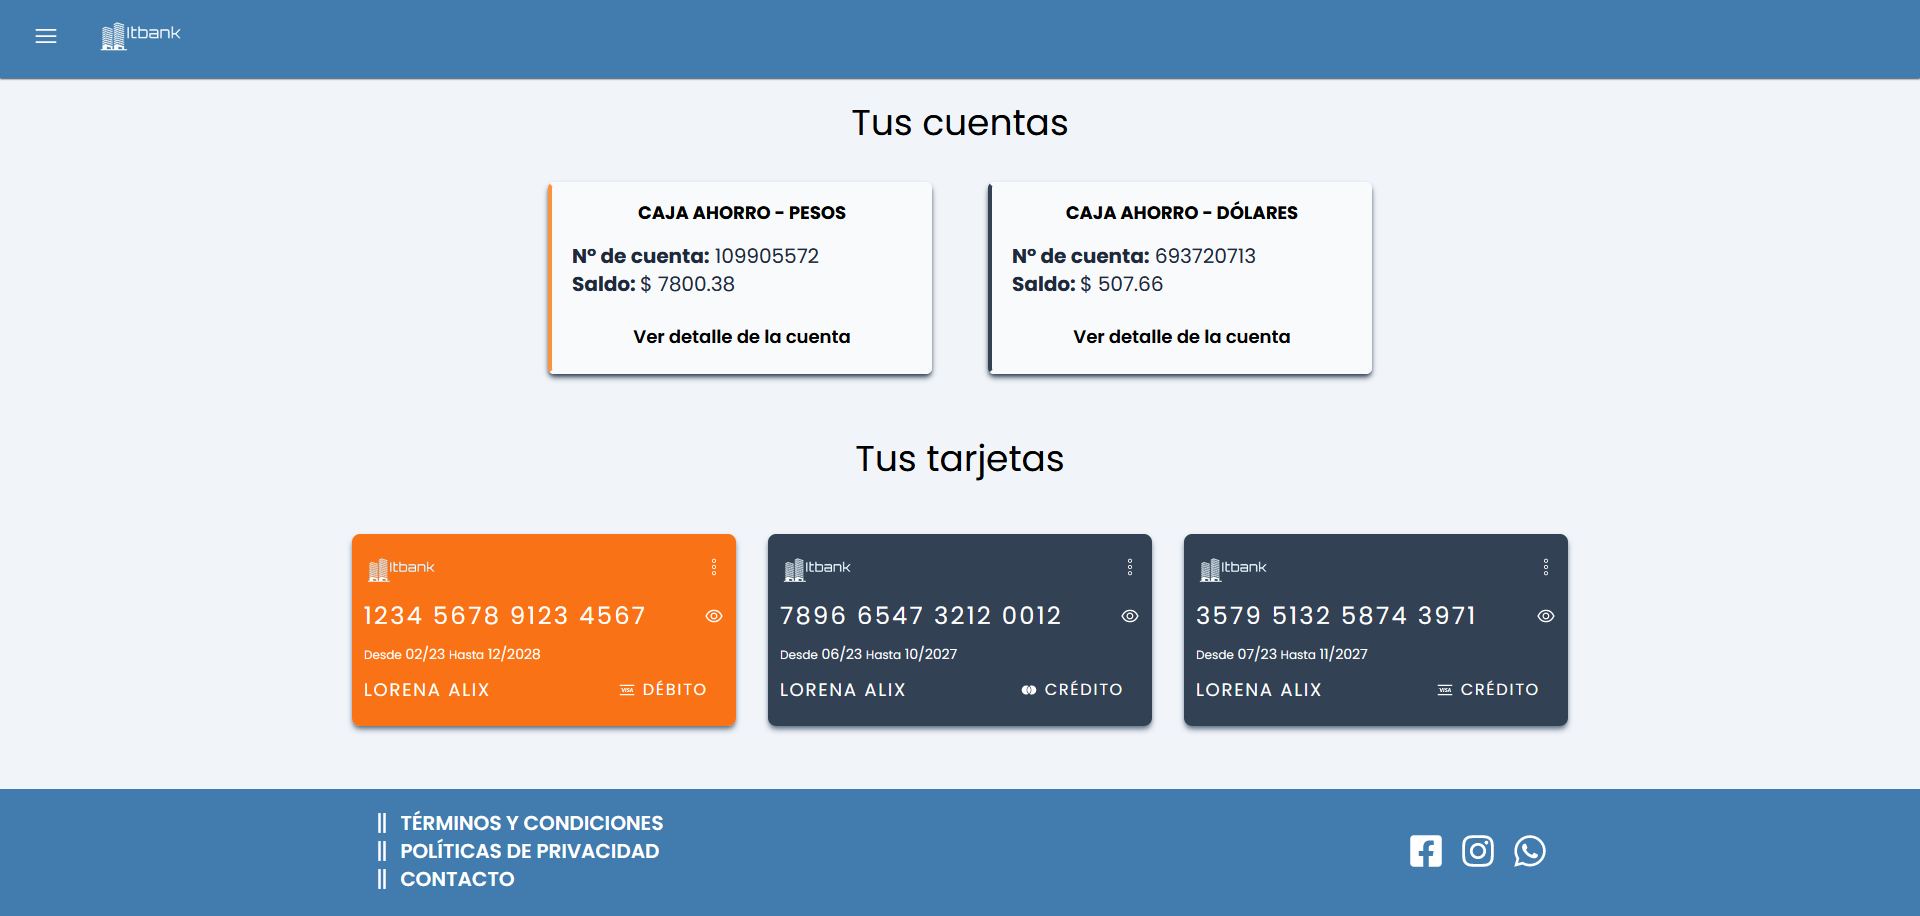 Itbank
Tus cuentas
CAJA AHORRO - PESOS
Nº de cuenta: 109905572
Saldo: $ 7800.38
Ver detalle de la cuenta
CAJA AHORRO - DÓLARES
Nº de cuenta: 693720713
Saldo: $ 507.66
Ver detalle de la cuenta
Tus tarjetas
Itbank
1234 5678 9123 4567
Desde 02/23 Hasta 12/2028
LORENA ALIX VISA DÉBITO
Itbank
7896 6547 3212 0012
Desde 06/23 Hasta 10/2027
LORENA ALIX CRÉDITO
Itbank
3579 5132 5874 3971
Desde 07/23 Hasta 11/2027
LORENA ALIX VISA CRÉDITO
|| TÉRMINOS Y CONDICIONES
|| POLÍTICAS DE PRIVACIDAD
|| CONTACTO